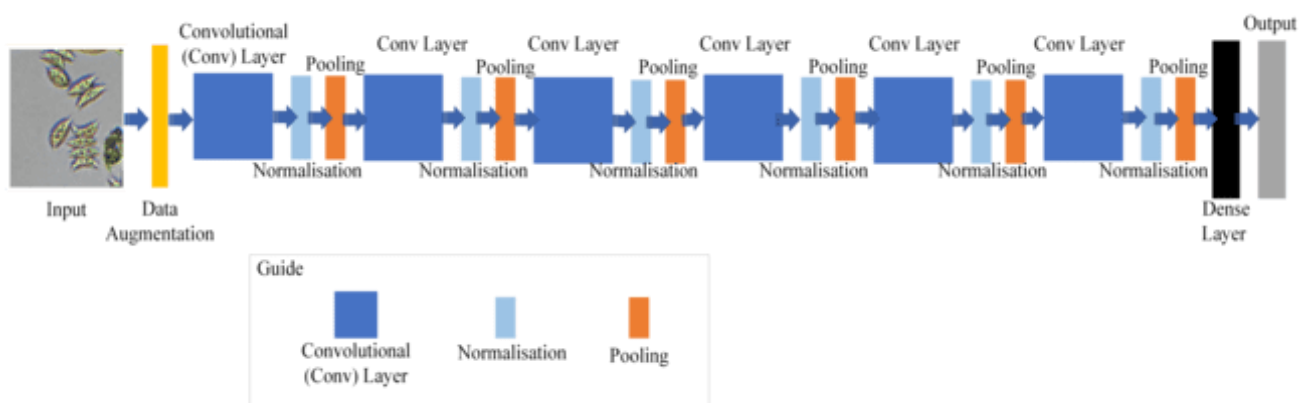 Convolutional
(Conv) Layer
Pooling
Conv Layer
Pooling
Conv Layer
Pooling
Conv Layer
Pooling
Conv Layer
Pooling
Conv Layer
Pooling
Output
Normalisation
Normalisation
Normalisation
Normalisation
Normalisation
Normalisation
Input
Data
Augmentation
Dense
Layer
Guide
Convolutional
(Conv) Layer
Normalisation
Pooling